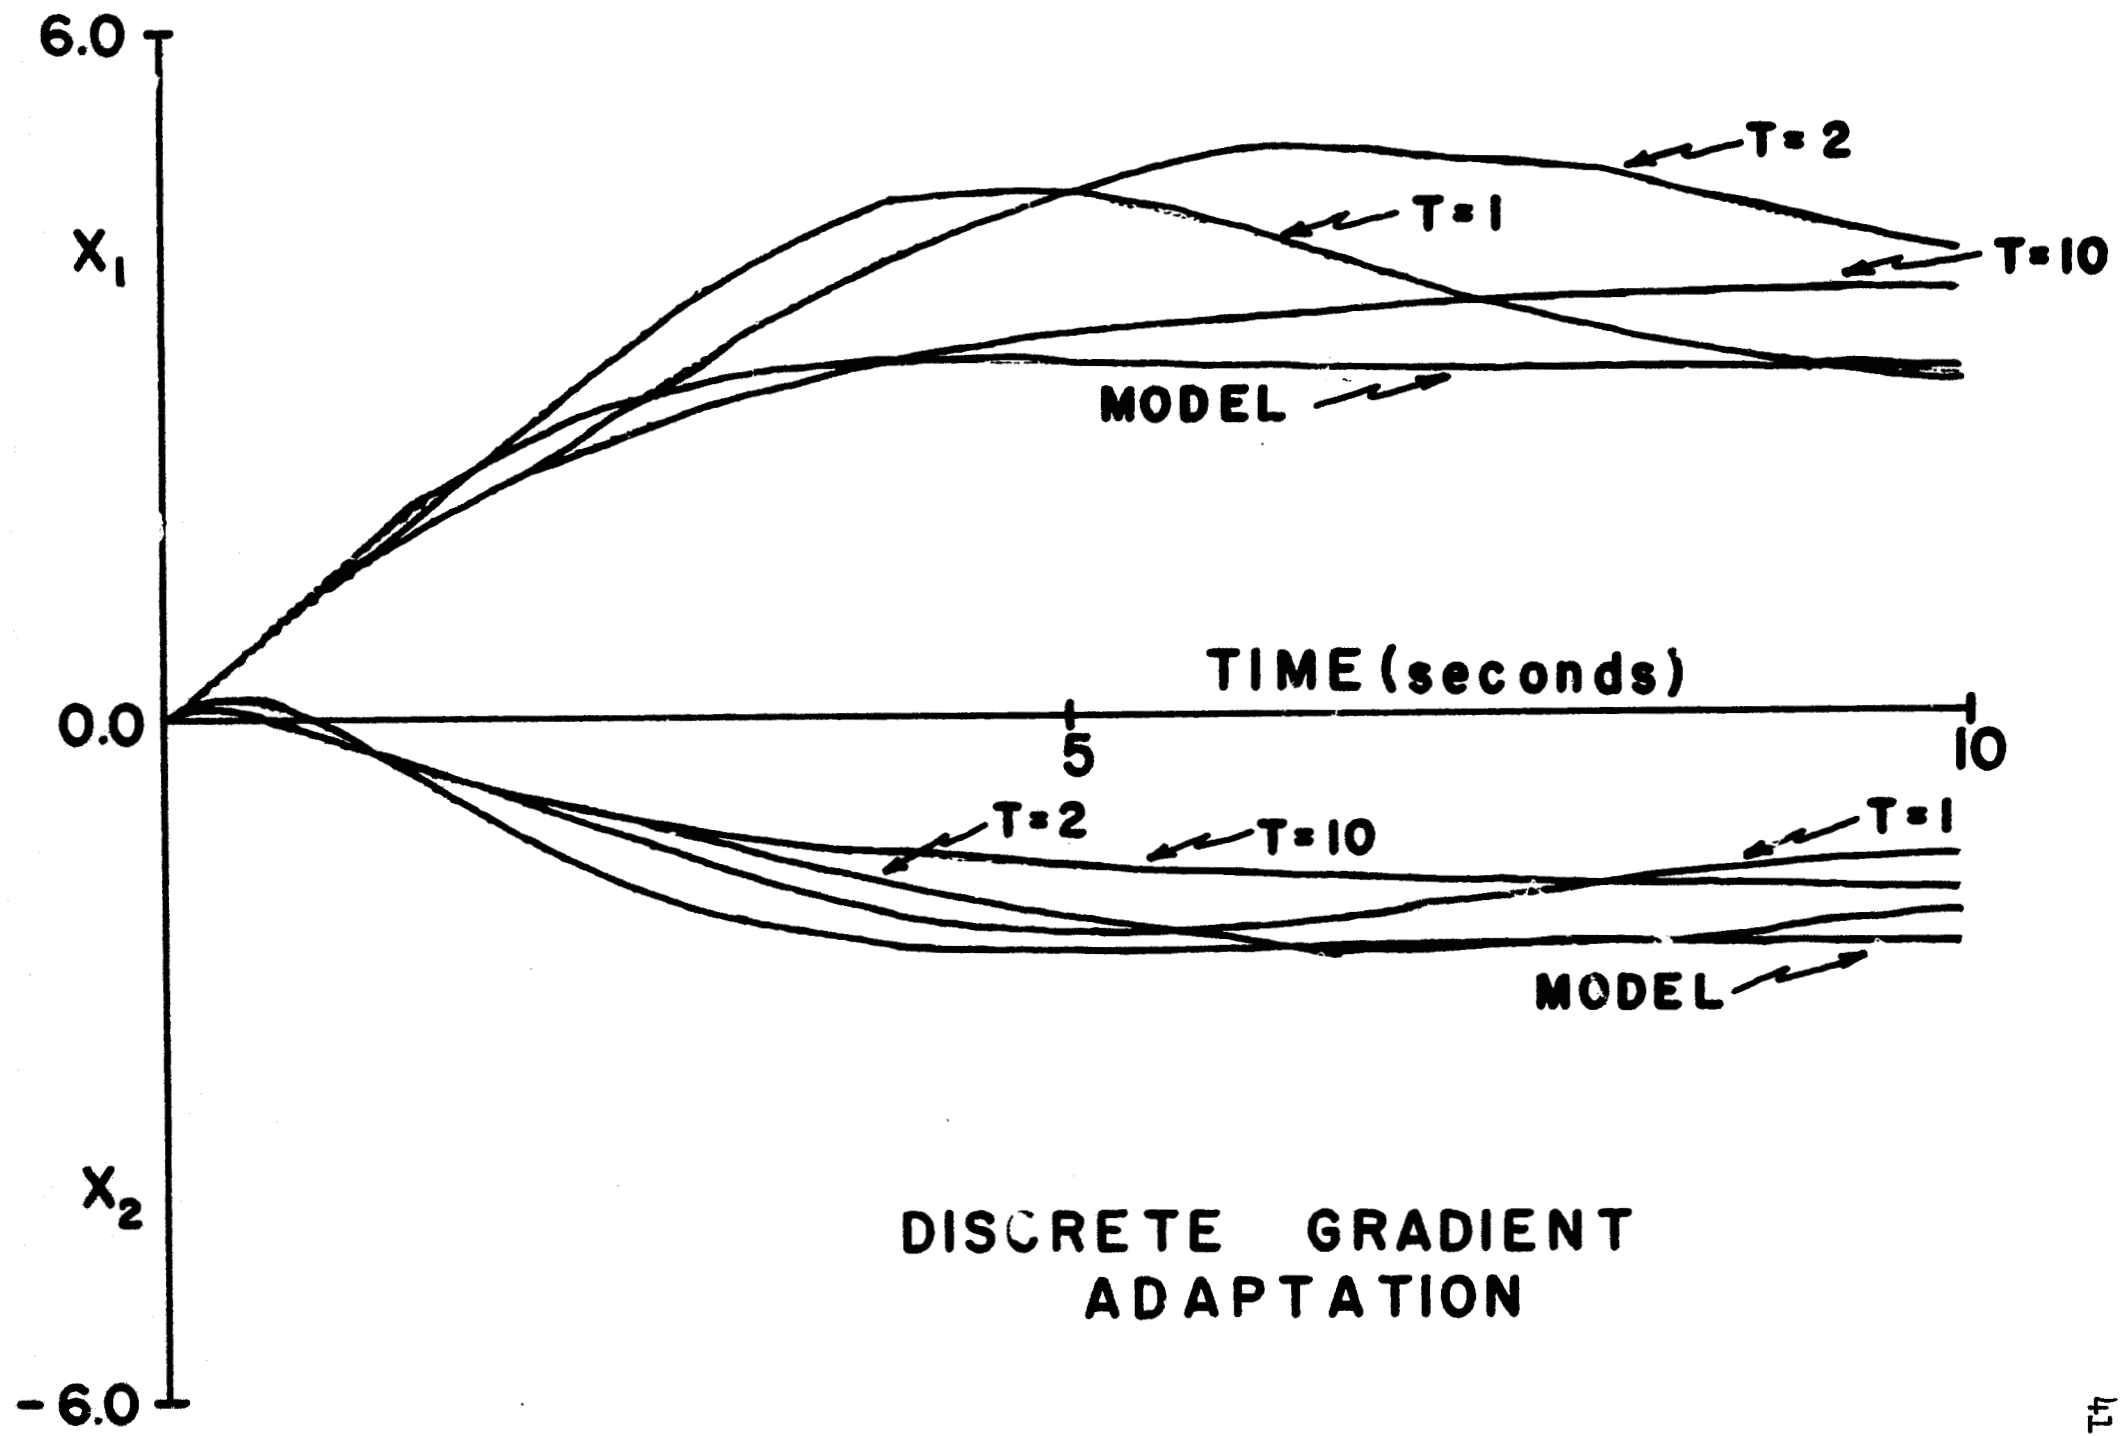 6.0
T=2
T=1
X1
T=10
MODEL
TIME (seconds)
0.0
5
10
T=2
T=10
T=1
MODEL
X2
DISCRETE GRADIENT
ADAPTATION
-6.0
41